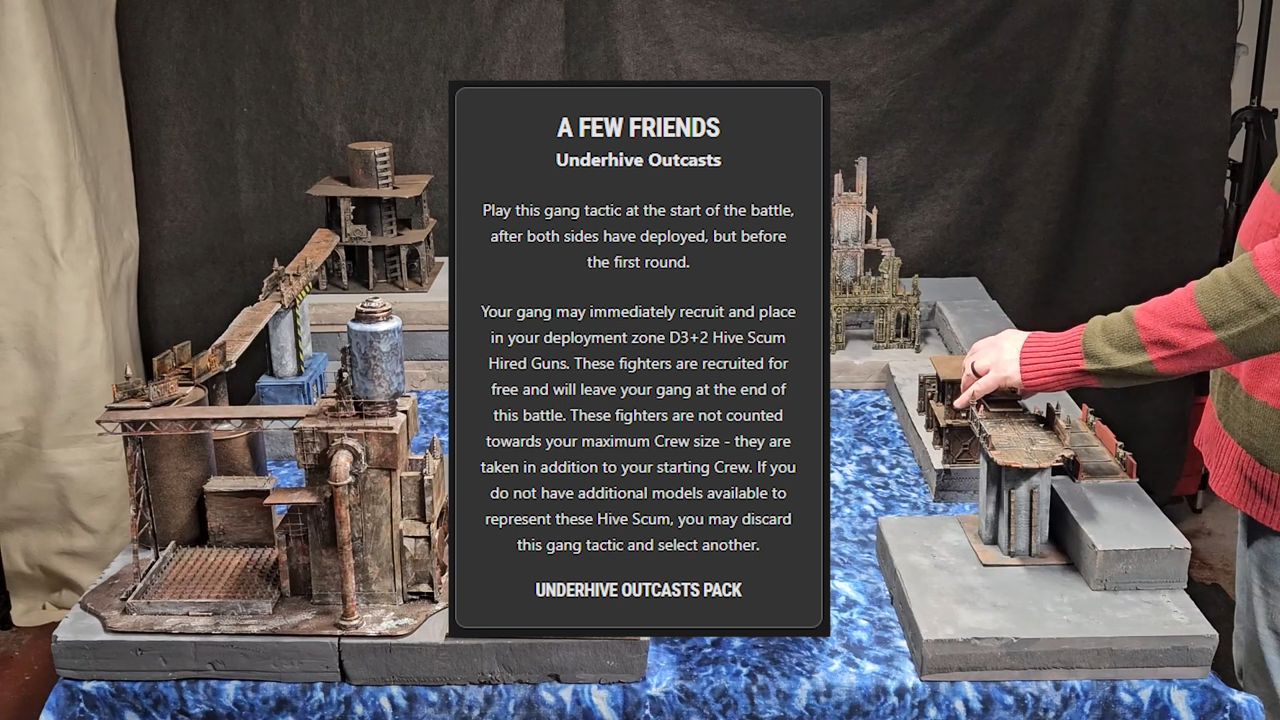 A FEW FRIENDS
Underhive Outcasts
Play this gang tactic at the start of the battle,
after both sides have deployed, but before
the first round.
Your gang may immediately recruit and place
in your deployment zone D3+2 Hive Scum
Hired Guns. These fighters are recruited for
free and will leave your gang at the end of
this battle. These fighters are not counted
towards your maximum Crew size - they are
taken in addition to your starting Crew. If you
do not have additional models available to
represent these Hive Scum, you may discard
this gang tactic and select another.
UNDERHIVE OUTCASTS PACK